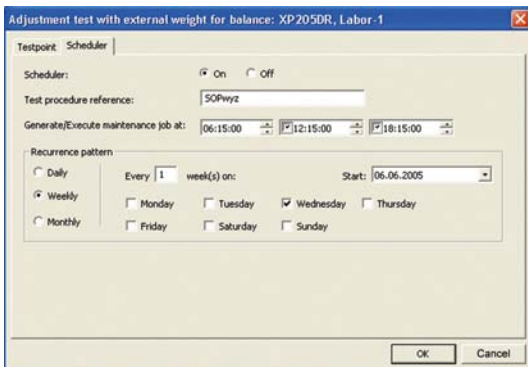 Adjustment test with external weight for balance: XP205DR, Labor-1
Testpoint Scheduler
Scheduler: On Off
Test procedure reference: SOPwyz
Generate/Execute maintenance job at: 06:15:00 12:15:00 18:15:00
Recurrence pattern
Daily Every 1 week(s) on: Start: 06.06.2005
Weekly Monday Tuesday Wednesday Thursday
Monthly Friday Saturday Sunday
OK Cancel